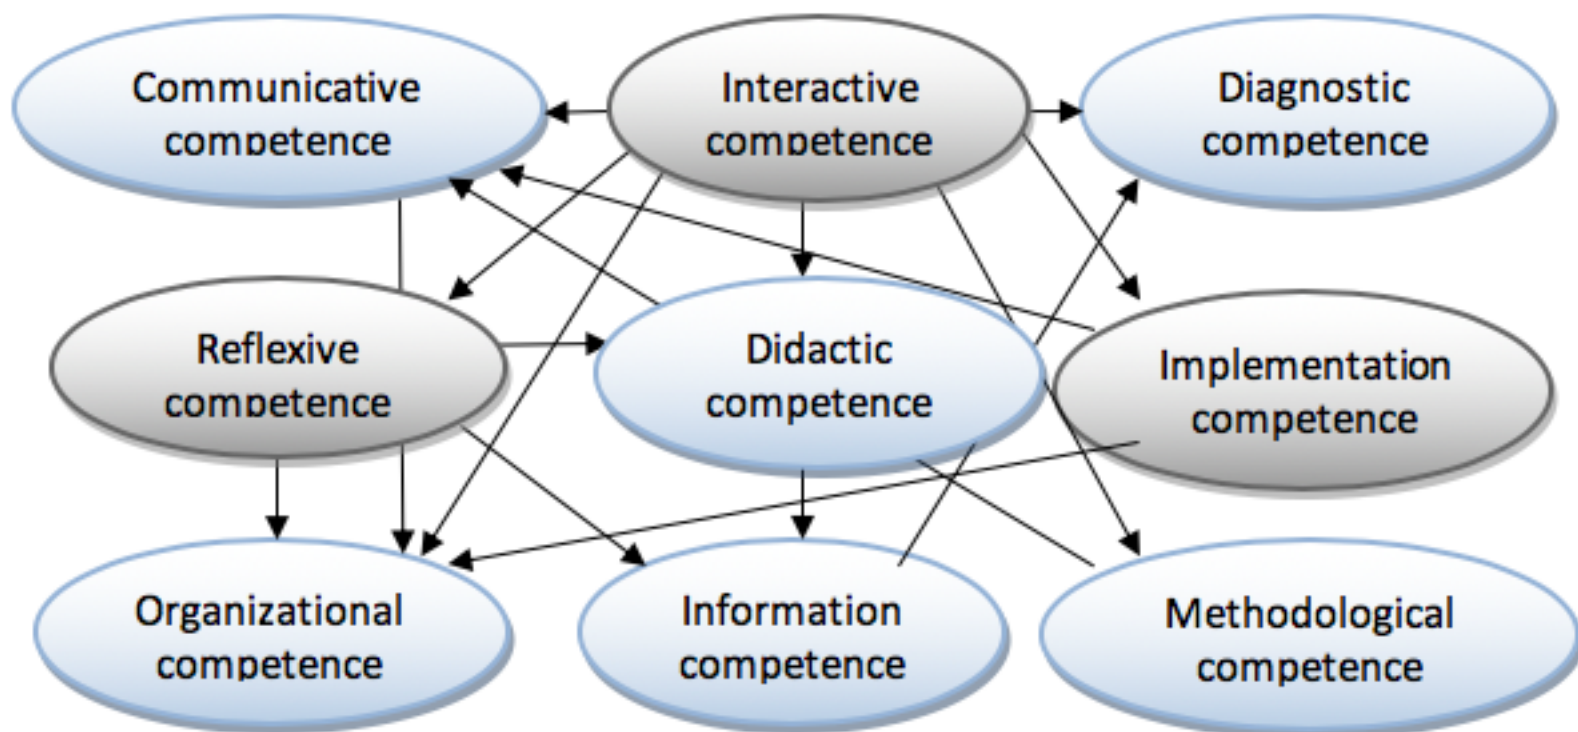 Communicative
competence
Interactive
competence
Diagnostic
competence
Reflexive
competence
Didactic
competence
Implementation
competence
Organizational
competence
Information
competence
Methodological
competence